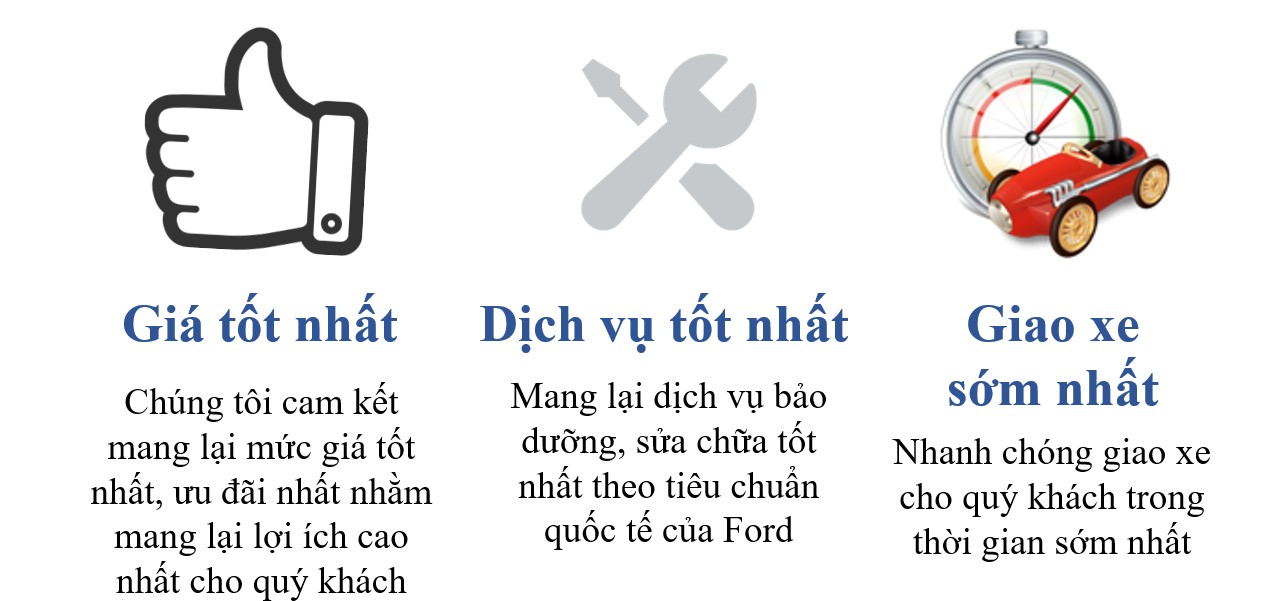 Giá tốt nhất
Chúng tôi cam kết
mang lại mức giá tốt
nhất, ưu đãi nhất nhằm
mang lại lợi ích cao
nhất cho quý khách
Dịch vụ tốt nhất
Mang lại dịch vụ bảo
dưỡng, sửa chữa tốt
nhất theo tiêu chuẩn
quốc tế của Ford
Giao xe
sớm nhất
Nhanh chóng giao xe
cho quý khách trong
thời gian sớm nhất